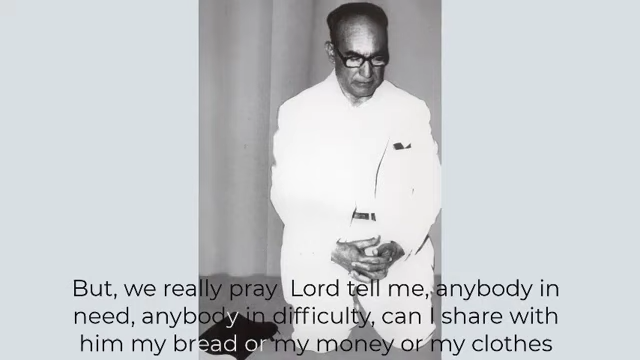 But, we really pray  Lord tell me, anybody in
need, anybody in difficulty, can I share with
him my bread or my money or my clothes